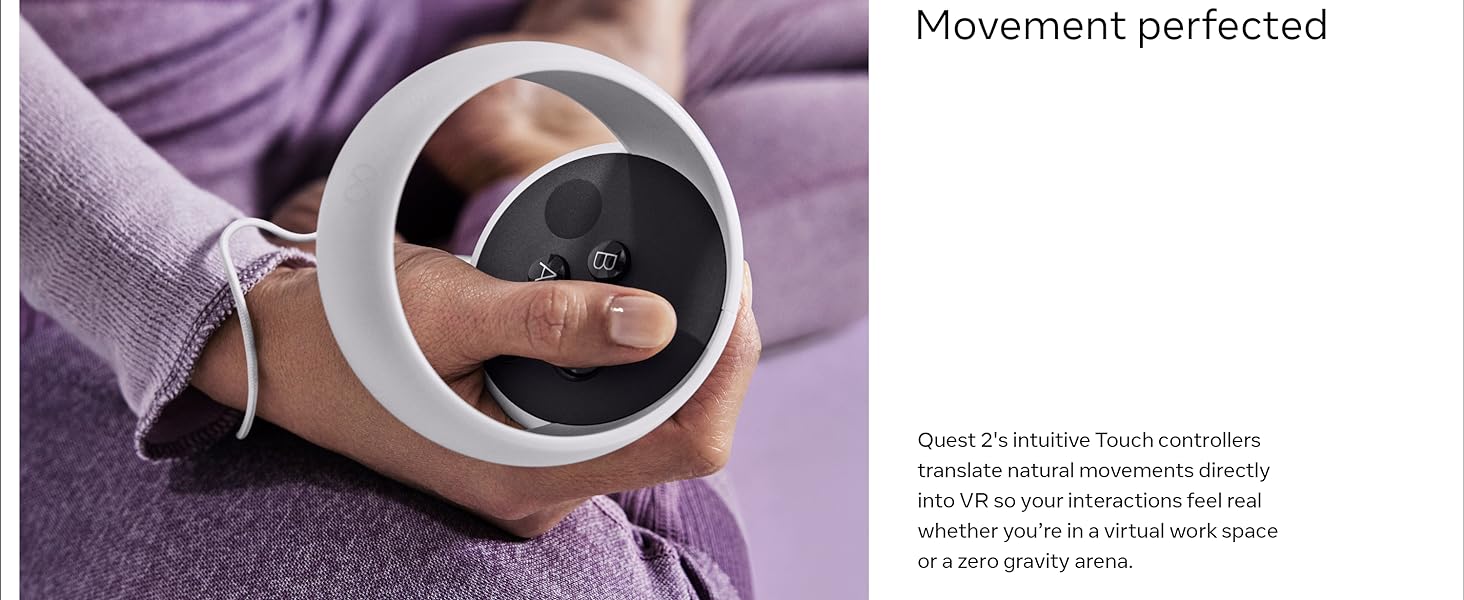 Movement perfected
B
A
Quest 2's intuitive Touch controllers
translate natural movements directly
into VR so your interactions feel real
whether you’re in a virtual work space
or a zero gravity arena.